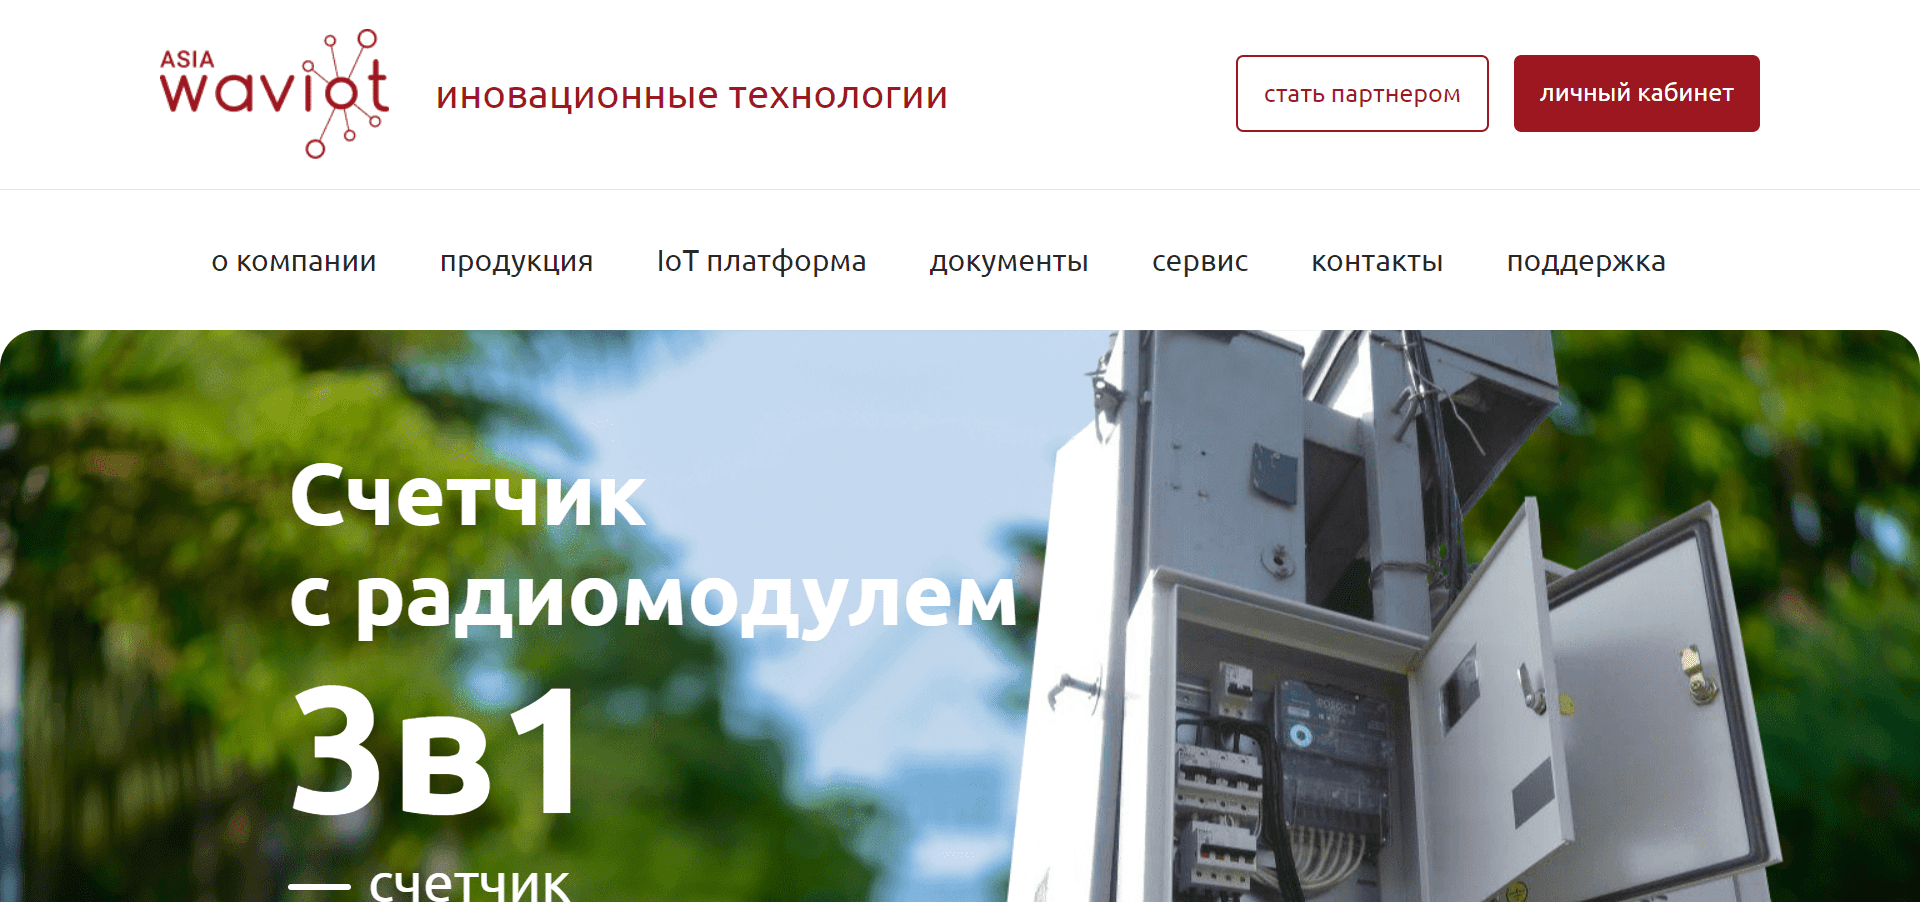 ASIA
waviot
иновационные технологии
стать партнером
личный кабинет
о компании
продукция
IoT платформа
документы
сервис
контакты
поддержка
Счетчик
с радиомодулем
3в1
— счетчик